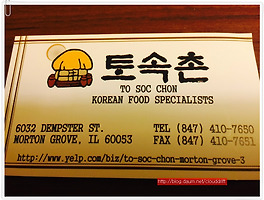 토속촌
TO SOC CHON
KOREAN FOOD SPECIALISTS
6032 DEMPSTER ST.
MORTON GROVE, IL 60053
TEL (847) 410-7650
FAX (847) 410-7651
http://www.yelp.com/biz/to-soc-chon-morton-grove-3
http://blog.daum.net/clouddrift